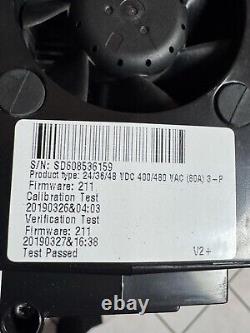 S/N: SD608536159
Product type: 24/36/48 VDC 400/480 VAC (80A) 3-P
Firmware: 211
Calibration Test
20190326&04:03
Verification Test
Firmware: 211
20190327&16:38
Test Passed V2+